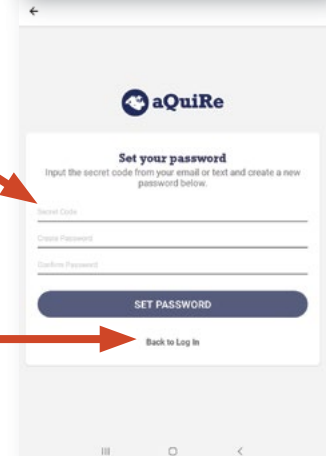 aQuiRe
Set your password
Input the secret code from your email or text and create a new
password below.
Secret Code
Create Password
Confirm Password
SET PASSWORD
Back to Log In